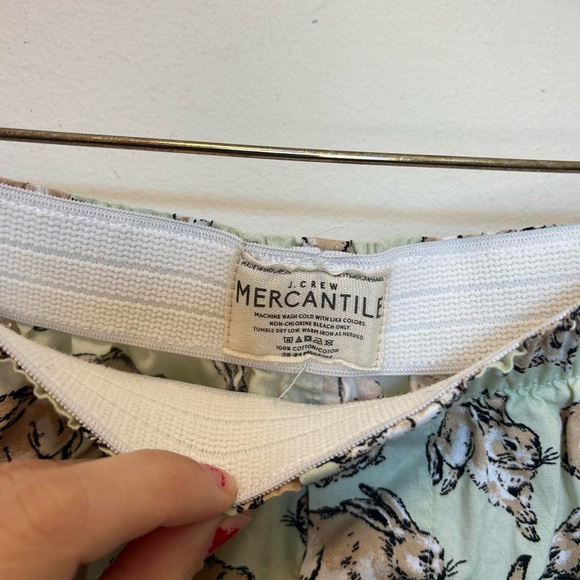 J. CREW
MERCANTILE
MACHINE WASH COLD WITH LIKE COLORS.
NON-CHLORINE BLEACH ONLY.
TUMBLE DRY LOW, WARM IRON AS NEEDED.
100% COTTON/COTON